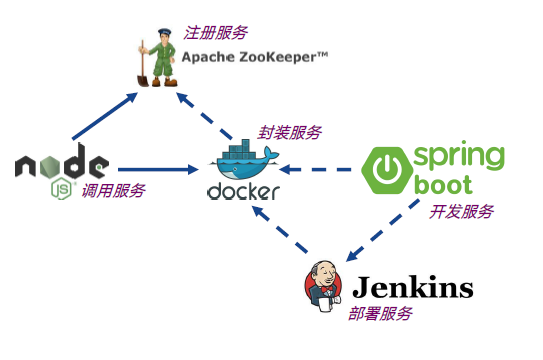 注册服务
Apache ZooKeeper™
封装服务
node
JS
调用服务
docker
spring
boot
开发服务
Jenkins
部署服务